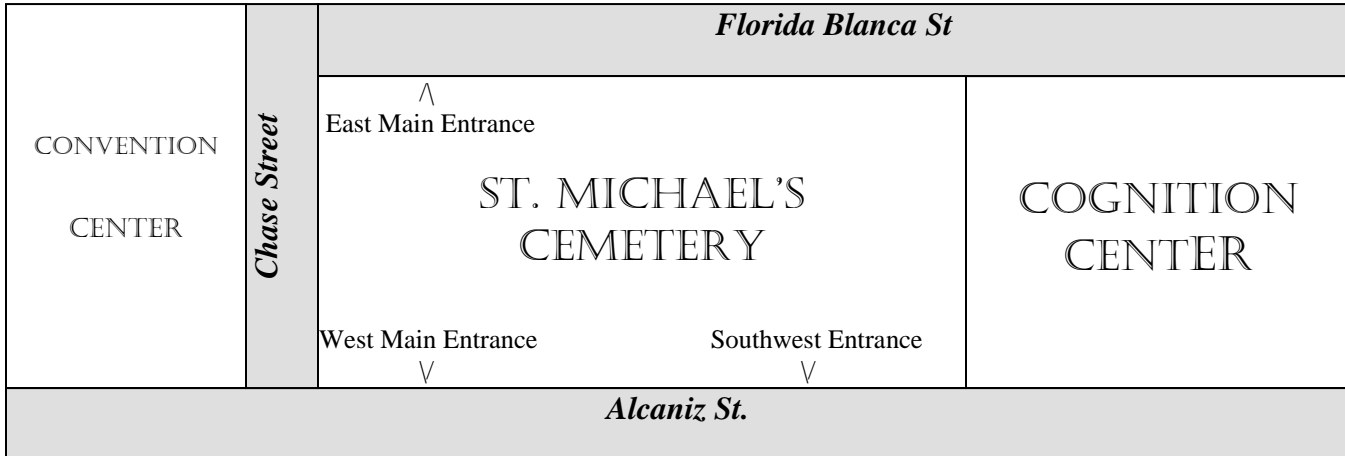 Florida Blanca St
/\
East Main Entrance
CONVENTION
CENTER
Chase Street
ST. MICHAEL'S
CEMETERY
COGNITION
CENTER
West Main Entrance
\/
Southwest Entrance
\/
Alcaniz St.